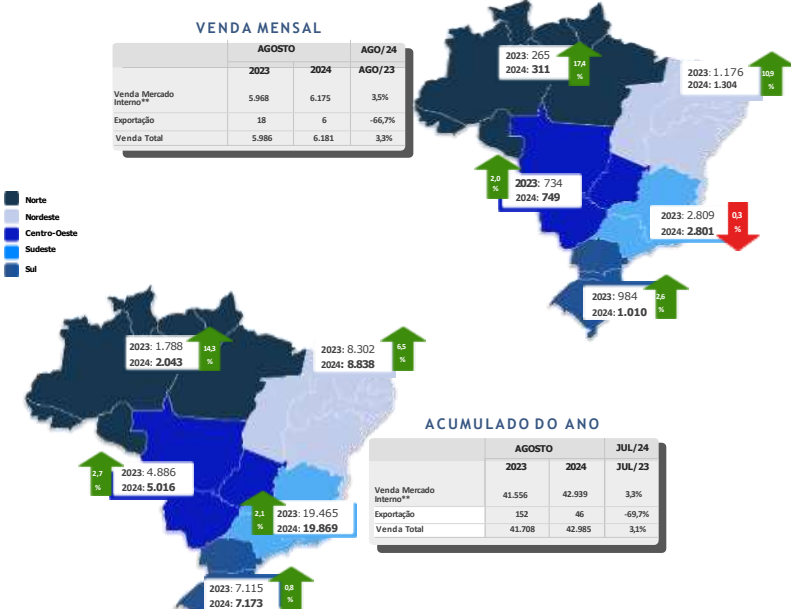 VENDA MENSAL
AGOSTO AGO/24
2023 2024 AGO/23
Venda Mercado
Interno** 5.968 6.175 3,5%
Exportação 18 6 -66,7%
Venda Total 5.986 6.181 3,3%
2023: 265
2024: 311
17,4
%
2023: 1.176
2024: 1.304
10,9
%
2,0
%
2023: 734
2024: 749
2023: 2.809
2024: 2.801
0,3
%
2023: 984
2024: 1.010
2,6
%
Norte
Nordeste
Centro-Oeste
Sudeste
Sul
2023: 1.788
2024: 2.043
14,3
%
2023: 8.302
2024: 8.838
6,5
%
2,7
%
2023: 4.886
2024: 5.016
2,1
%
2023: 19.465
2024: 19.869
2023: 7.115
2024: 7.173
0,8
%
ACUMULADO DO ANO
AGOSTO JUL/24
2023 2024 JUL/23
Venda Mercado
Interno** 41.556 42.939 3,3%
Exportação 152 46 -69,7%
Venda Total 41.708 42.985 3,1%